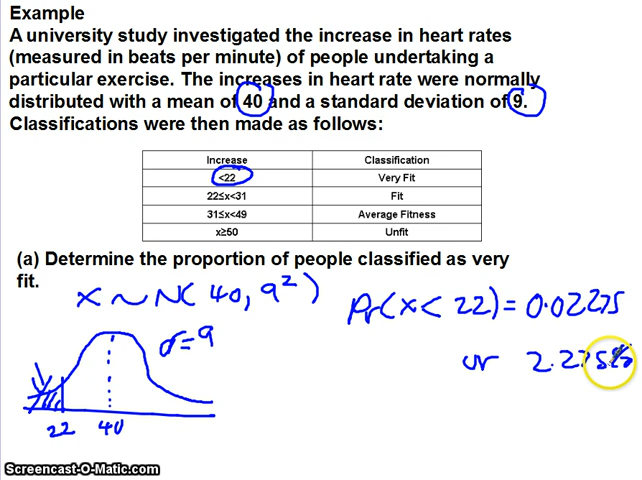 Example
A university study investigated the increase in heart rates
(measured in beats per minute) of people undertaking a
particular exercise. The increases in heart rate were normally
distributed with a mean of 40 and a standard deviation of 9.
Classifications were then made as follows:
Increase Classification
<22 Very Fit
22≤x<31 Fit
31≤x<49 Average Fitness
x≥50 Unfit
(a) Determine the proportion of people classified as very
fit.
X ~ N( 40, 9²) Pr(X < 22) = 0.02275
σ=9
or 2.275%
22 40
Screencast-O-Matic.com